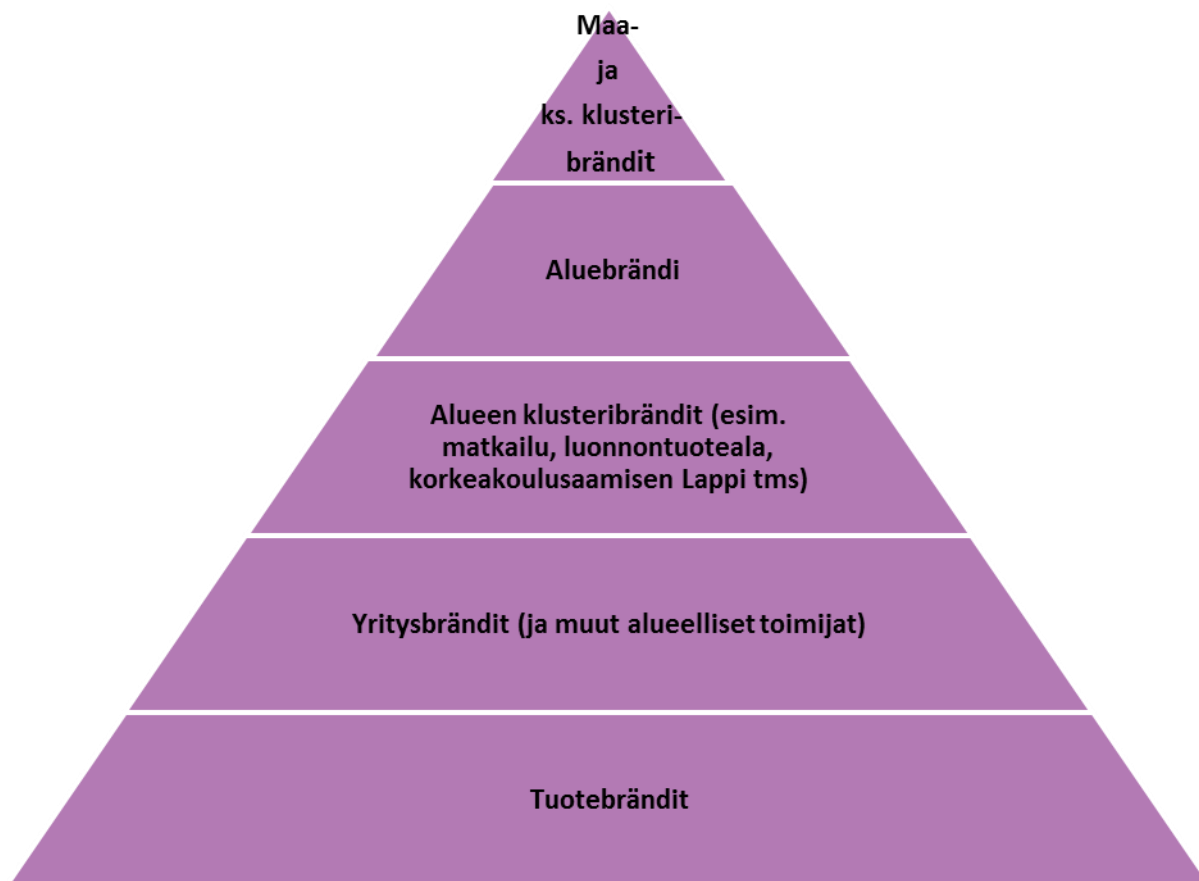 Maa-
ja
ks. klusteri-
brändit
Aluebrändi
Alueen klusteribrändit (esim.
matkailu, luonnontuoteala,
korkeakoulusaamisen Lappi tms)
Yritysbrändit (ja muut alueelliset toimijat)
Tuotebrändit